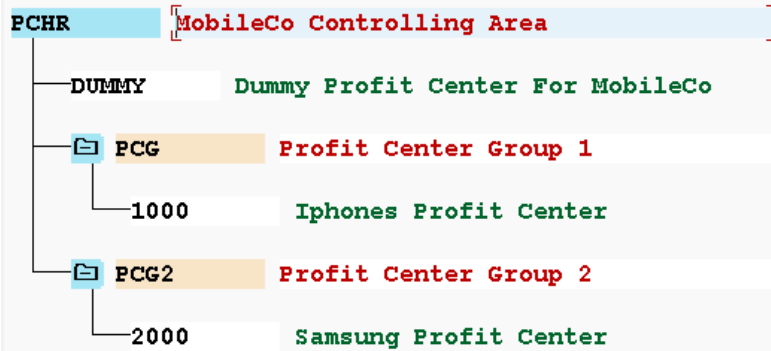 PCHR MobileCo Controlling Area
DUMMY Dummy Profit Center For MobileCo
PCG Profit Center Group 1
1000 Iphones Profit Center
PCG2 Profit Center Group 2
2000 Samsung Profit Center